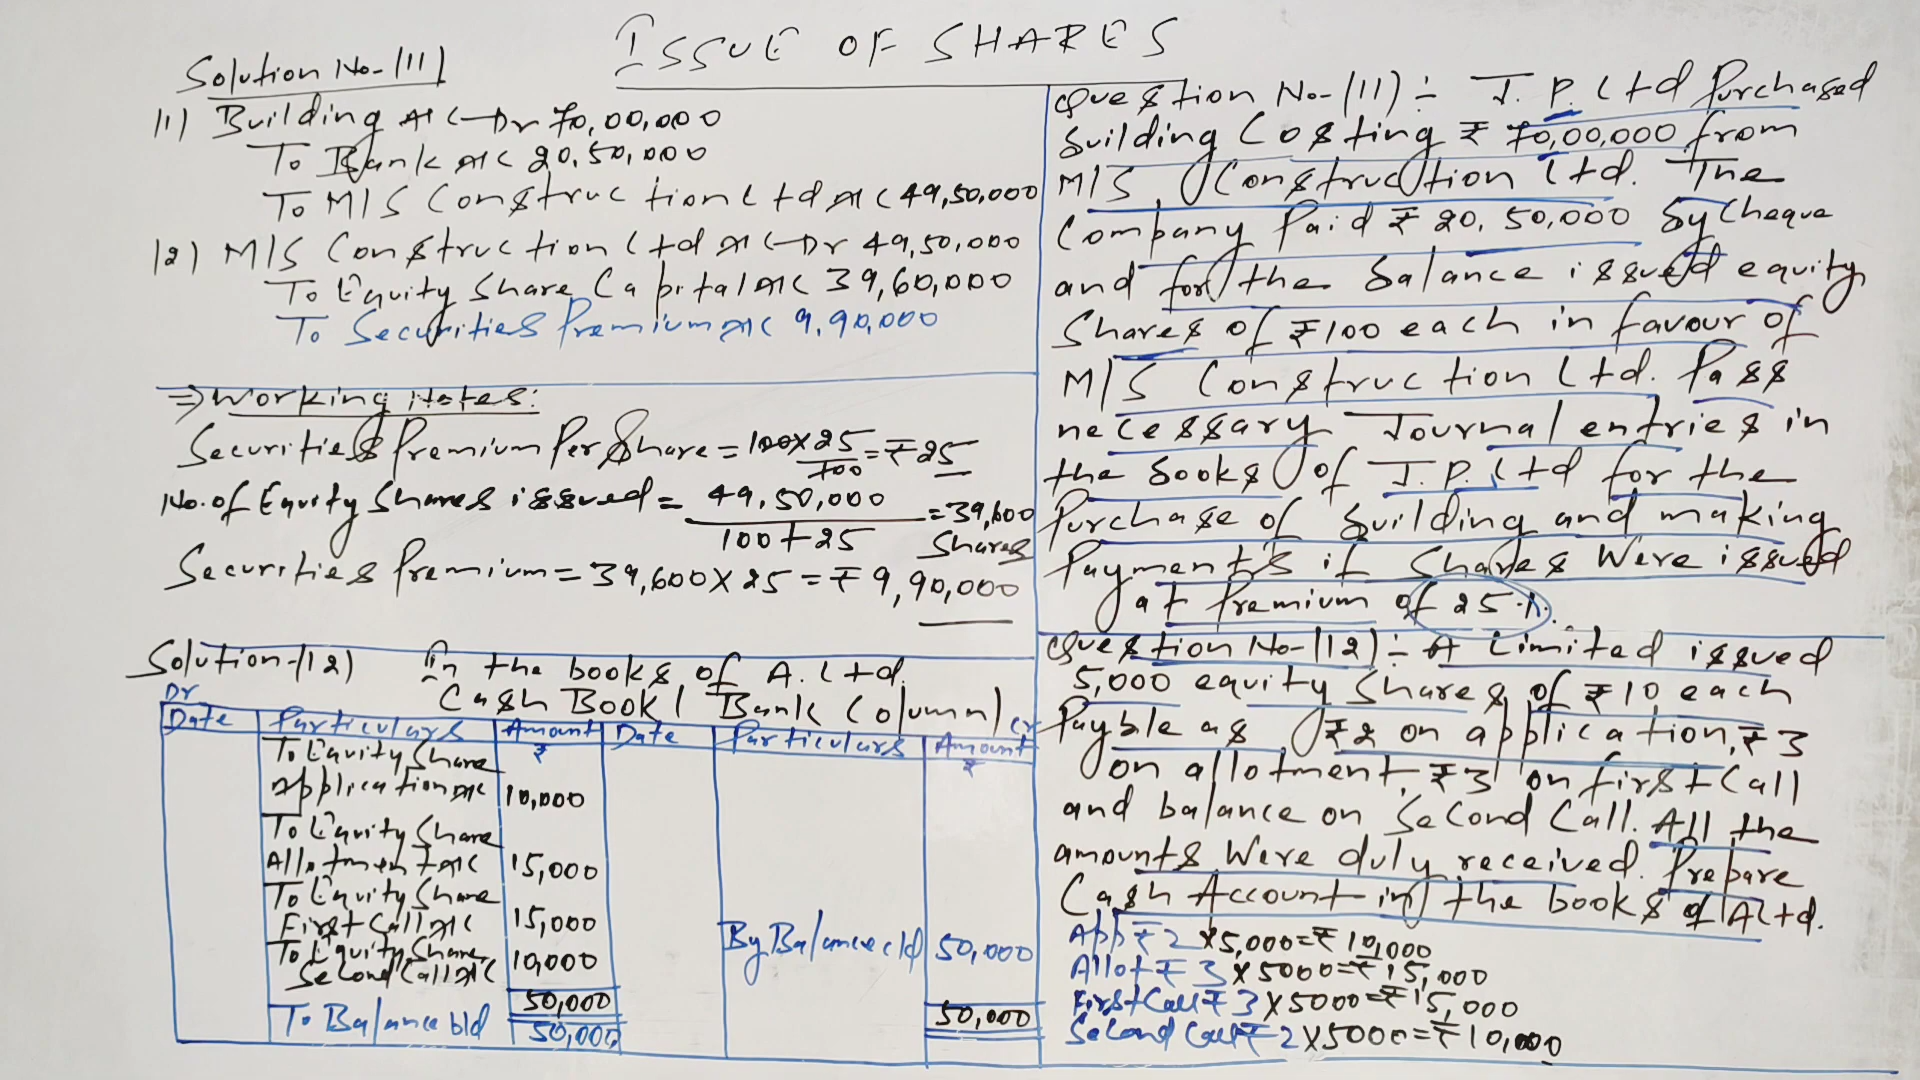 ISSUE OF SHARES
Solution No-(11)
(1) Building A/c Dr 70,00,000
To Bank A/c 20,50,000
To M/S Construction Ltd A/c 49,50,000
(2) M/S Construction Ltd A/c Dr 49,50,000
To Equity Share Capital A/c 39,60,000
To Securities Premium A/c 9,90,000
⇒ Working Notes:
Securities Premium Per Share = 100×25/100 = ₹25
No. of Equity Shares issued = 49,50,000/100+25 = 39,600 Shares
Securities Premium = 39,600×25 = ₹9,90,000
Solution-(12) In the books of A. Ltd.
Cash Book (Bank Column)
Dr Cr
Date Particulars Amount ₹ Date Particulars Amount ₹
To Equity Share
Application A/c 10,000
To Equity Share
Allotment A/c 15,000
To Equity Share
First Call A/c 15,000
To Equity Share
Second Call A/c 10,000 By Balance c/d 50,000
50,000 50,000
To Balance b/d 50,000
Question No-(11) :- J. P. Ltd Purchased
building Costing ₹ 70,00,000 from
M/S Construction Ltd. The
Company Paid ₹ 20,50,000 by Cheque
and for the balance issued equity
Shares of ₹100 each in favour of
M/S Construction Ltd. Pass
necessary Journal entries in
the books of J. P. Ltd for the
Purchase of building and making
Payments if Shares Were issued
at Premium of 25%.
Question No-(12) :- A Limited issued
5,000 equity Shares of ₹10 each
Payble as ₹2 on application, ₹3
on allotment, ₹3 on first Call
and balance on Second Call. All the
amounts Were duly received. Prepare
Cash Account in the books of A Ltd.
App ₹2 ×5,000=₹10,000
Allot ₹ 3×5000=₹15,000
First Call ₹ 3×5000=₹15,000
Second Call ₹ 2×5000=₹10,000